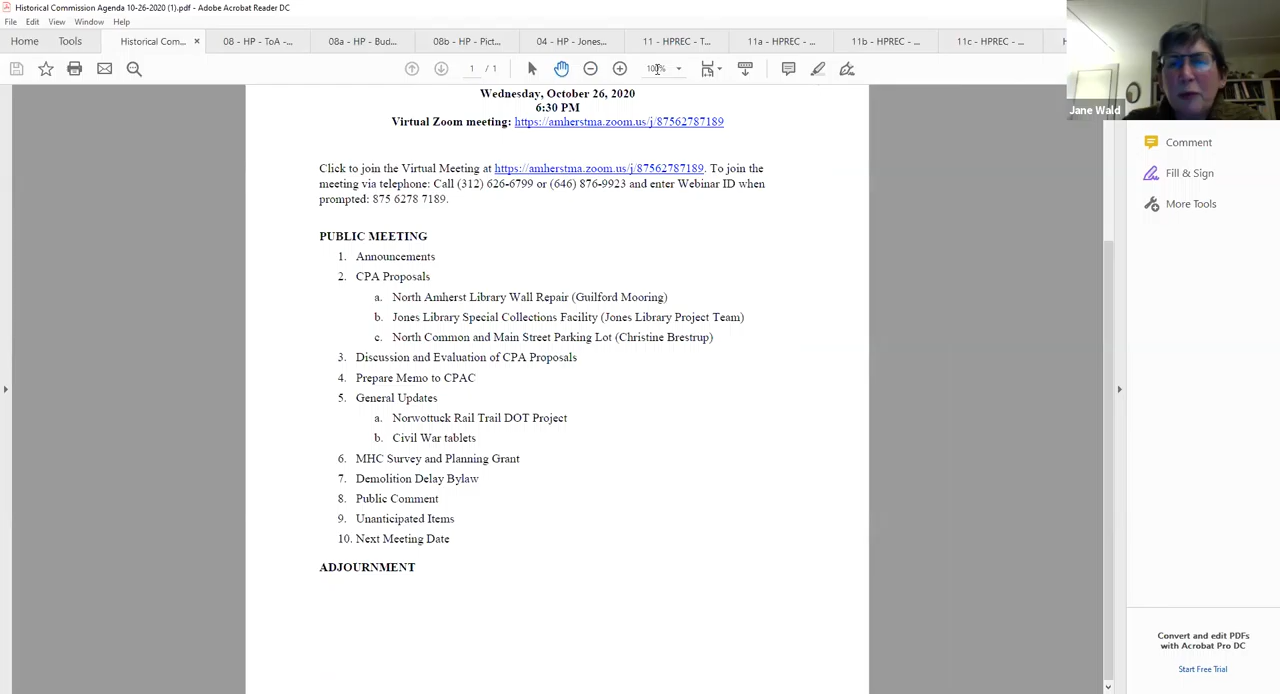 Historical Commission Agenda 10-26-2020 (1).pdf - Adobe Acrobat Reader DC
File Edit View Window Help
Home Tools Historical Com... × 08 - HP - ToA -... 08a - HP - Bud... 08b - HP - Pict... 04 - HP - Jones... 11 - HPREC - T... 11a - HPREC - ... 11b - HPREC - ... 11c - HPREC - ...
1 / 1 100%
Jane Wald
Wednesday, October 26, 2020
6:30 PM
Virtual Zoom meeting: https://amherstma.zoom.us/j/87562787189
Click to join the Virtual Meeting at https://amherstma.zoom.us/j/87562787189. To join the
meeting via telephone: Call (312) 626-6799 or (646) 876-9923 and enter Webinar ID when
prompted: 875 6278 7189.
PUBLIC MEETING
1. Announcements
2. CPA Proposals
a. North Amherst Library Wall Repair (Guilford Mooring)
b. Jones Library Special Collections Facility (Jones Library Project Team)
c. North Common and Main Street Parking Lot (Christine Brestrup)
3. Discussion and Evaluation of CPA Proposals
4. Prepare Memo to CPAC
5. General Updates
a. Norwottuck Rail Trail DOT Project
b. Civil War tablets
6. MHC Survey and Planning Grant
7. Demolition Delay Bylaw
8. Public Comment
9. Unanticipated Items
10. Next Meeting Date
ADJOURNMENT
Comment
Fill & Sign
More Tools
Convert and edit PDFs
with Acrobat Pro DC
Start Free Trial